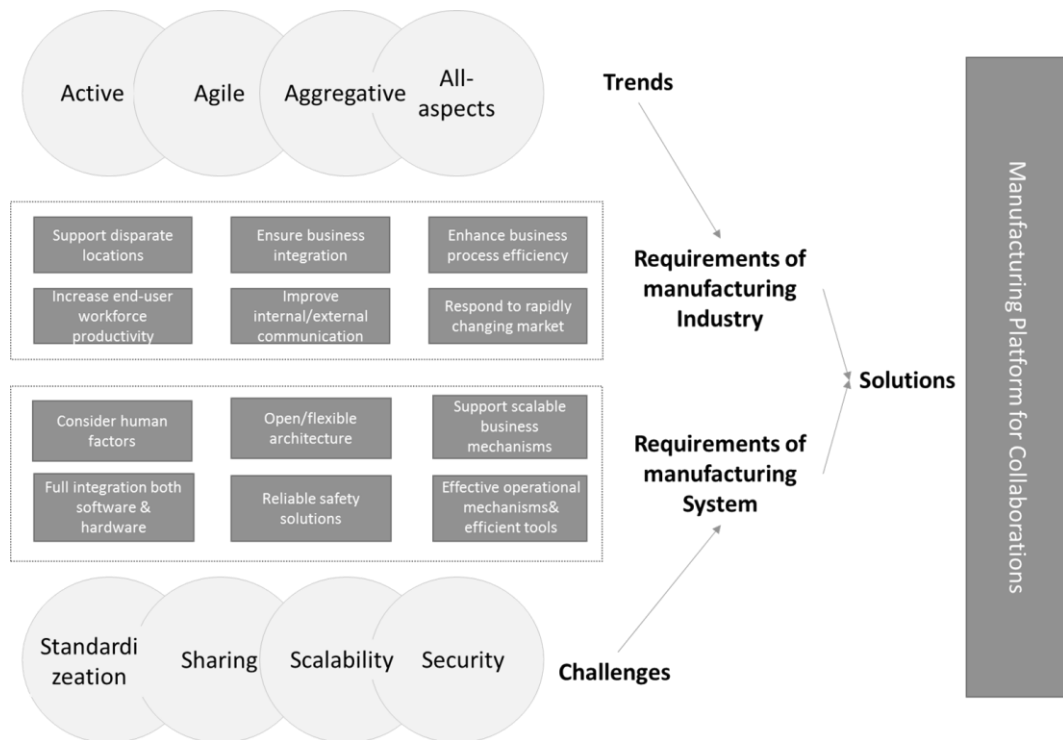 Active
Agile
Aggregative
All-
aspects
Trends
Support disparate
locations
Ensure business
integration
Enhance business
process efficiency
Increase end-user
workforce
productivity
Improve
internal/external
communication
Respond to rapidly
changing market
Requirements of
manufacturing
Industry
Consider human
factors
Open/flexible
architecture
Support scalable
business
mechanisms
Full integration both
software &
hardware
Reliable safety
solutions
Effective operational
mechanisms&
efficient tools
Requirements of
manufacturing
System
Solutions
Standardi
zeation
Sharing
Scalability
Security
Challenges
Manufacturing Platform for Collaborations